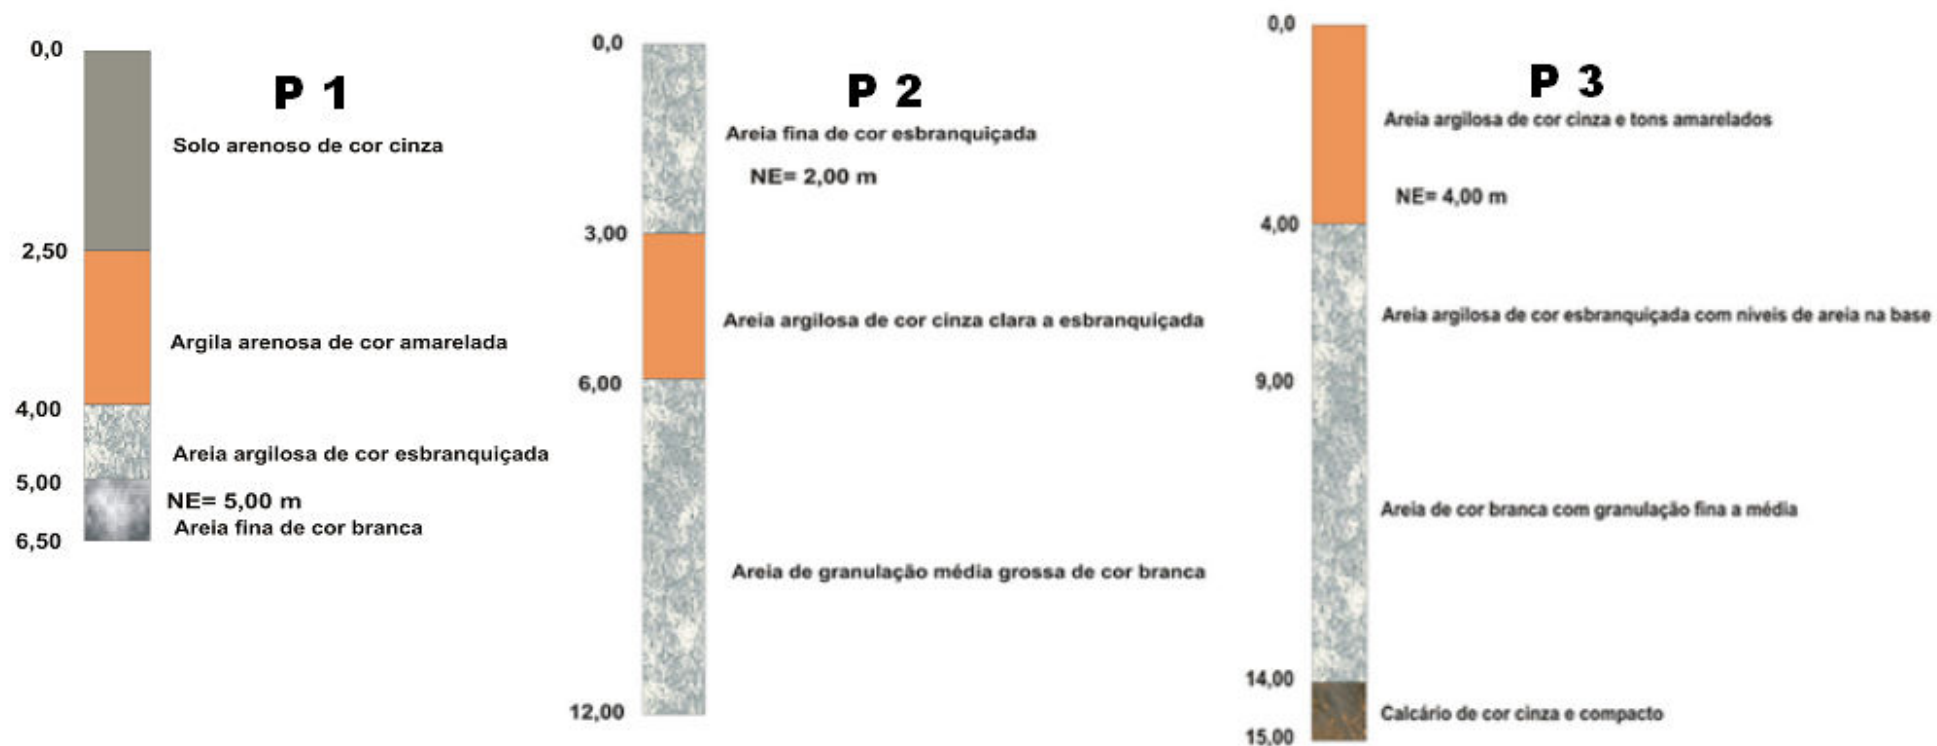 0,0
P 1
Solo arenoso de cor cinza
2,50
Argila arenosa de cor amarelada
4,00
Areia argilosa de cor esbranquiçada
5,00
NE= 5,00 m
Areia fina de cor branca
6,50
0,0
P 2
Areia fina de cor esbranquiçada
NE= 2,00 m
3,00
Areia argilosa de cor cinza clara a esbranquiçada
6,00
Areia de granulação média grossa de cor branca
12,00
0,0
P 3
Areia argilosa de cor cinza e tons amarelados
NE= 4,00 m
4,00
Areia argilosa de cor esbranquiçada com níveis de areia na base
9,00
Areia de cor branca com granulação fina a média
14,00
Calcário de cor cinza e compacto
15,00